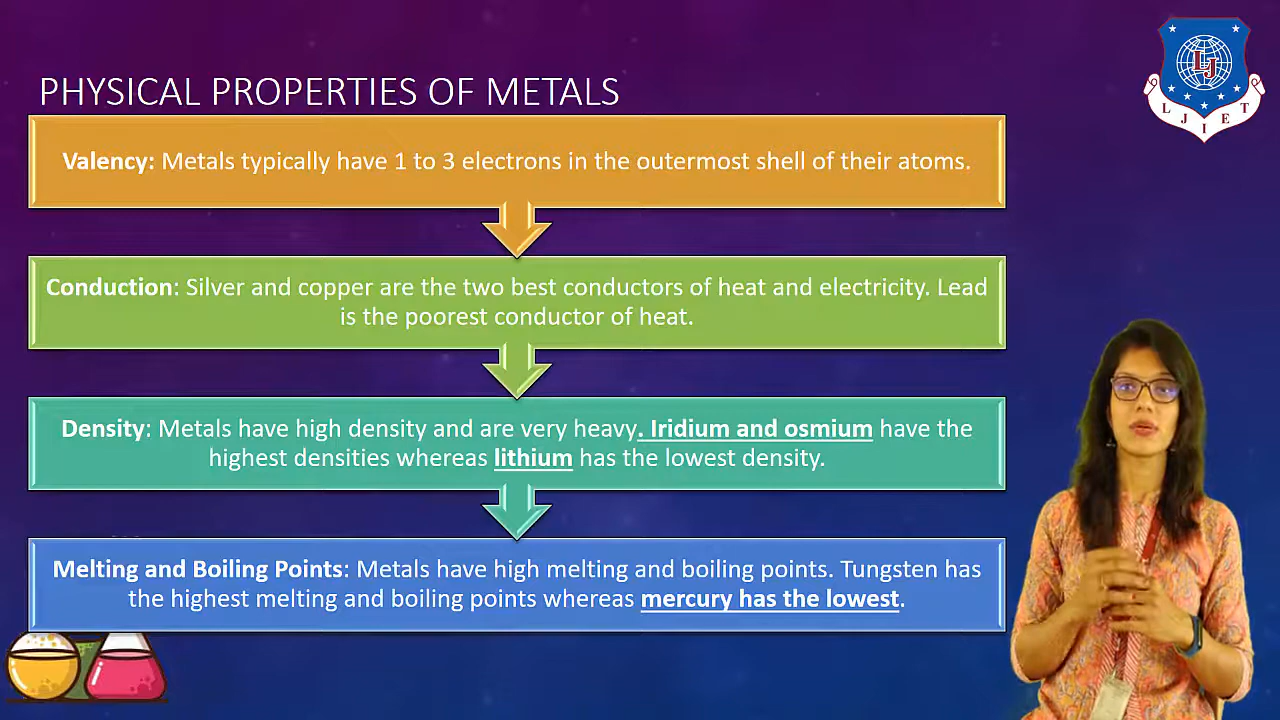 PHYSICAL PROPERTIES OF METALS
Valency: Metals typically have 1 to 3 electrons in the outermost shell of their atoms.
Conduction: Silver and copper are the two best conductors of heat and electricity. Lead
is the poorest conductor of heat.
Density: Metals have high density and are very heavy. Iridium and osmium have the
highest densities whereas lithium has the lowest density.
Melting and Boiling Points: Metals have high melting and boiling points. Tungsten has
the highest melting and boiling points whereas mercury has the lowest.
LJ
L J I E T